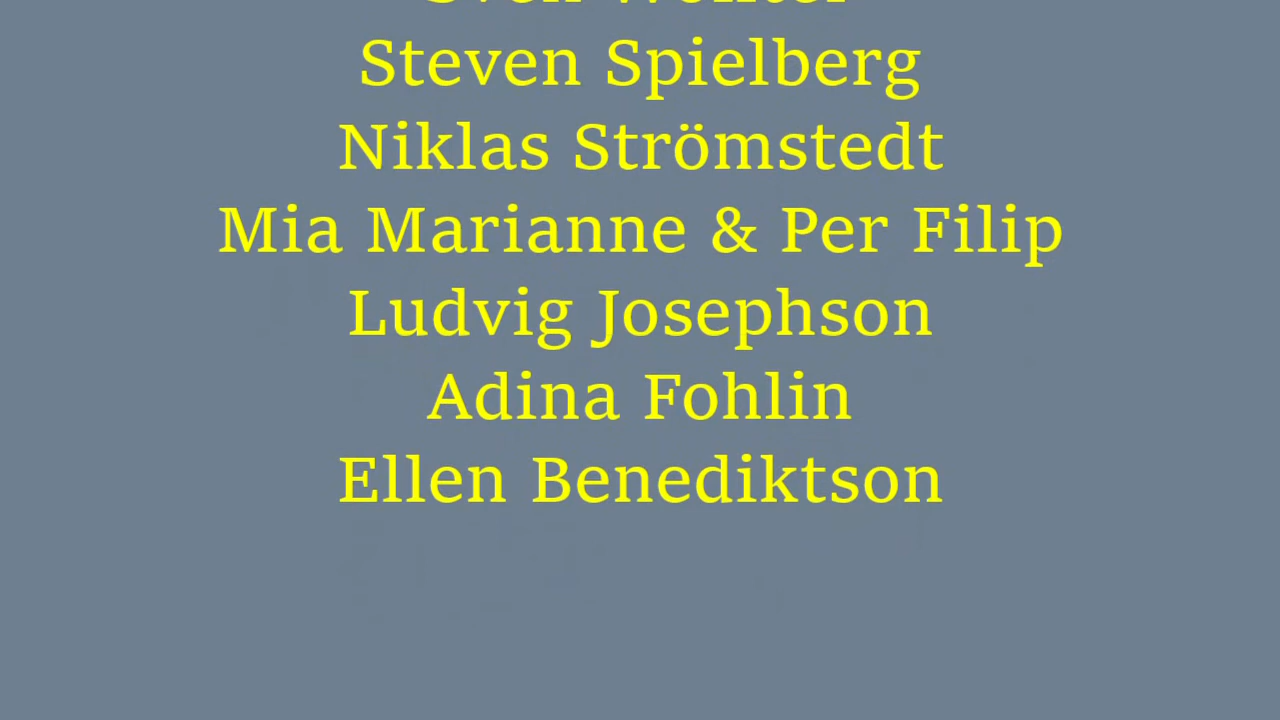 Steven Spielberg
Niklas Strömstedt
Mia Marianne & Per Filip
Ludvig Josephson
Adina Fohlin
Ellen Benediktson